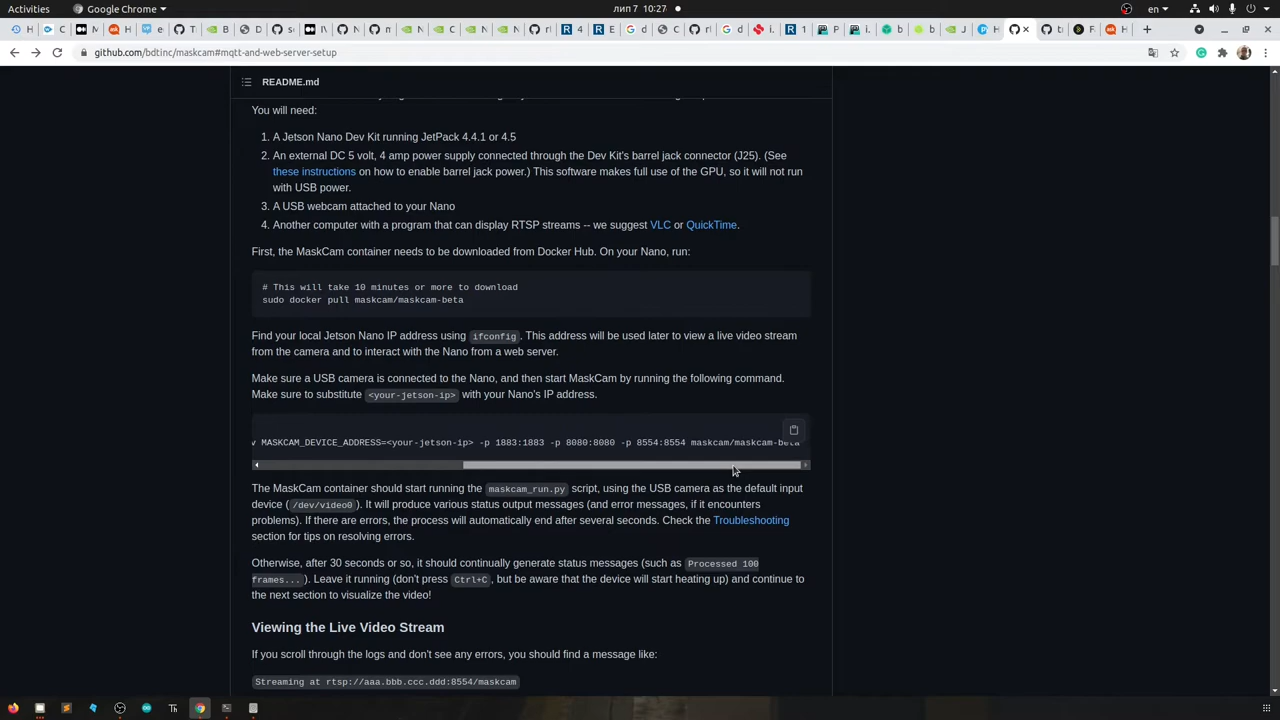 Activities
Google Chrome
лип 7 10:27
en
github.com/bdtinc/maskcam#mqtt-and-web-server-setup
README.md
You will need:
1. A Jetson Nano Dev Kit running JetPack 4.4.1 or 4.5
2. An external DC 5 volt, 4 amp power supply connected through the Dev Kit's barrel jack connector (J25). (See
these instructions on how to enable barrel jack power.) This software makes full use of the GPU, so it will not run
with USB power.
3. A USB webcam attached to your Nano
4. Another computer with a program that can display RTSP streams -- we suggest VLC or QuickTime.
First, the MaskCam container needs to be downloaded from Docker Hub. On your Nano, run:
# This will take 10 minutes or more to download
sudo docker pull maskcam/maskcam-beta
Find your local Jetson Nano IP address using ifconfig. This address will be used later to view a live video stream
from the camera and to interact with the Nano from a web server.
Make sure a USB camera is connected to the Nano, and then start MaskCam by running the following command.
Make sure to substitute <your-jetson-ip> with your Nano's IP address.
v MASKCAM_DEVICE_ADDRESS=<your-jetson-ip> -p 1883:1883 -p 8080:8080 -p 8554:8554 maskcam/maskcam-beta
The MaskCam container should start running the maskcam_run.py script, using the USB camera as the default input
device (/dev/video0). It will produce various status output messages (and error messages, if it encounters
problems). If there are errors, the process will automatically end after several seconds. Check the Troubleshooting
section for tips on resolving errors.
Otherwise, after 30 seconds or so, it should continually generate status messages (such as Processed 100
frames...). Leave it running (don't press Ctrl+C, but be aware that the device will start heating up) and continue to
the next section to visualize the video!
Viewing the Live Video Stream
If you scroll through the logs and don't see any errors, you should find a message like:
Streaming at rtsp://aaa.bbb.ccc.ddd:8554/maskcam